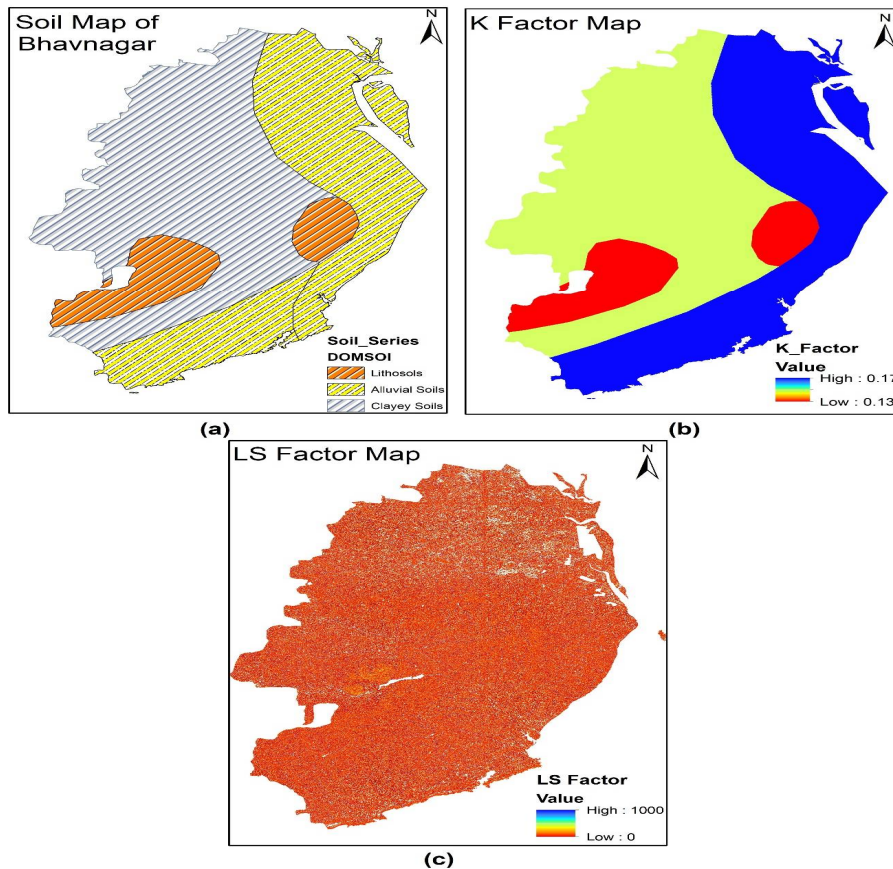 Soil Map of
Bhavnagar
N
Soil_Series
DOMSOI
Lithosols
Alluvial Soils
Clayey Soils
(a)
K Factor Map
N
K_Factor
Value
High : 0.17
Low : 0.13
(b)
LS Factor Map
N
LS Factor
Value
High : 1000
Low : 0
(c)